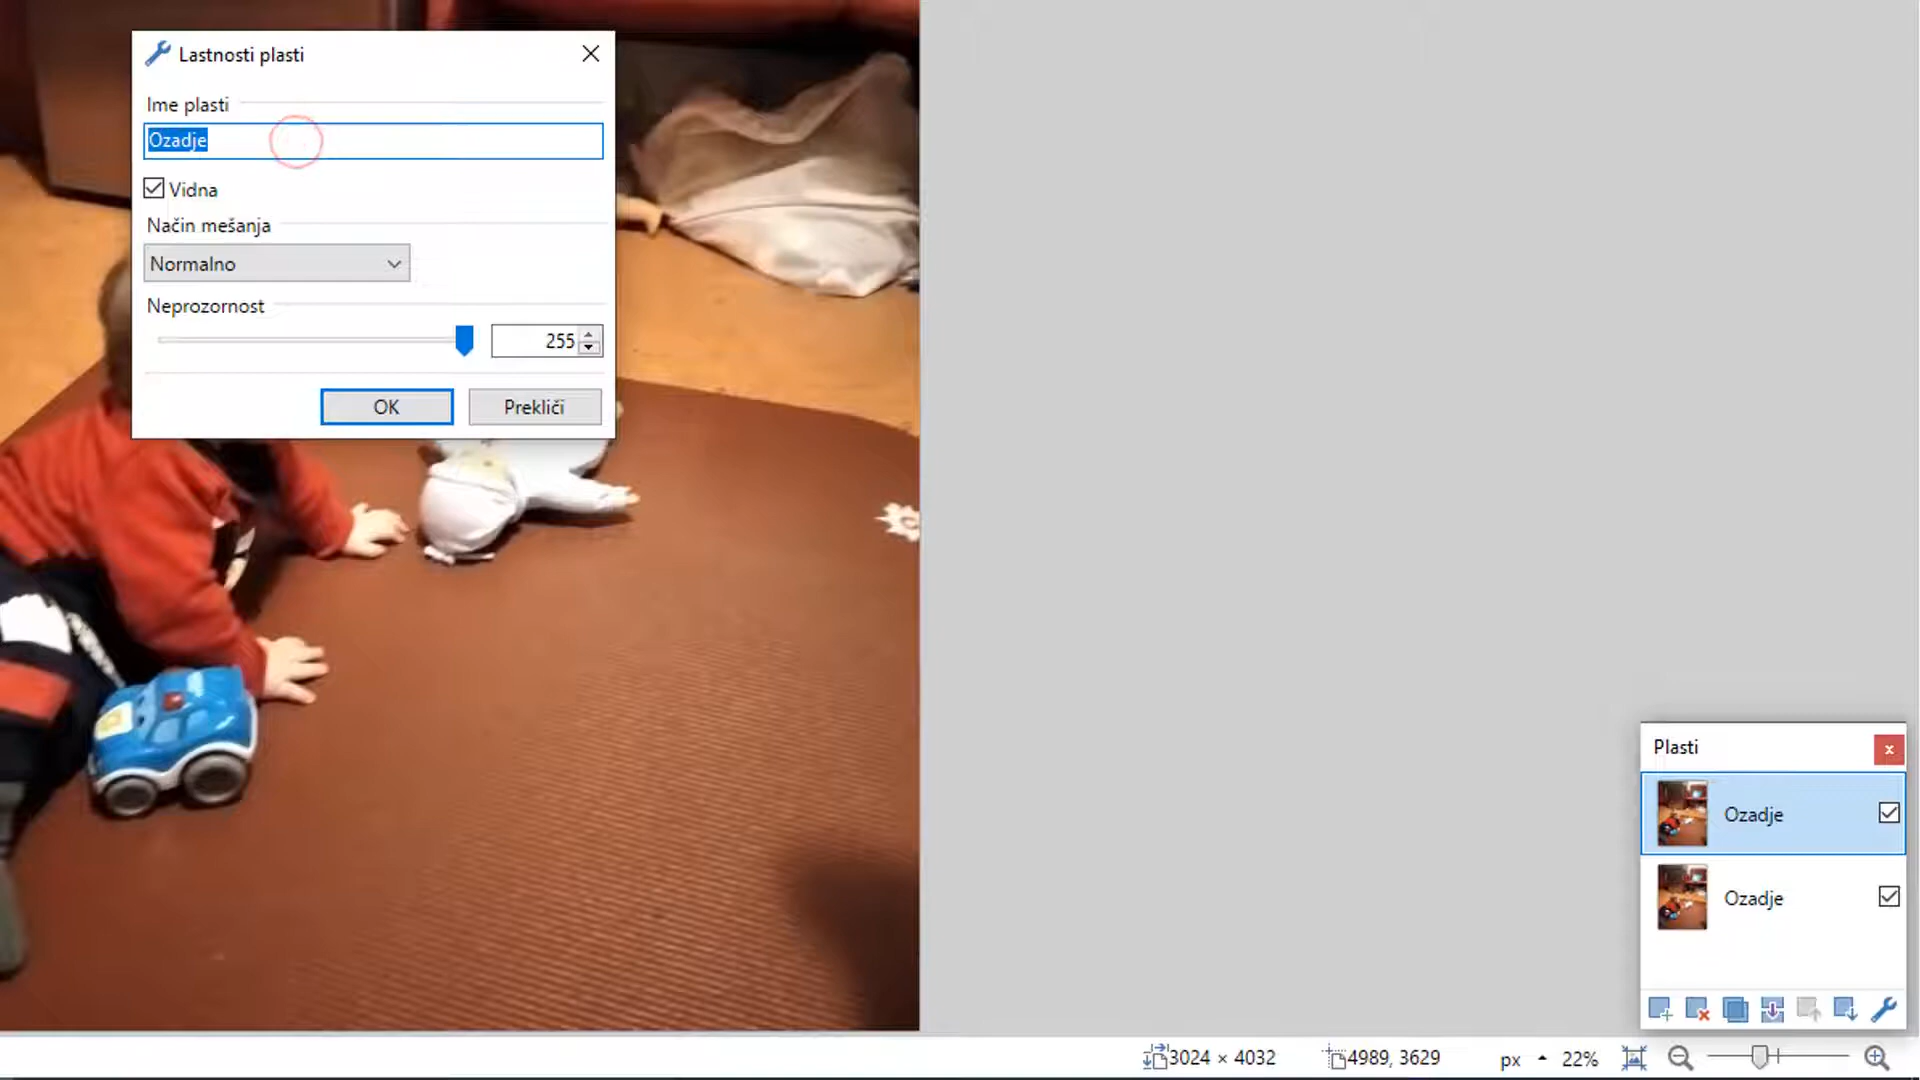 Lastnosti plasti
Ime plasti
Ozadje
Vidna
Način mešanja
Normalno
Neprozornost
255
OK
Prekliči
Plasti
Ozadje
Ozadje
3024 × 4032
4989, 3629
px
22%